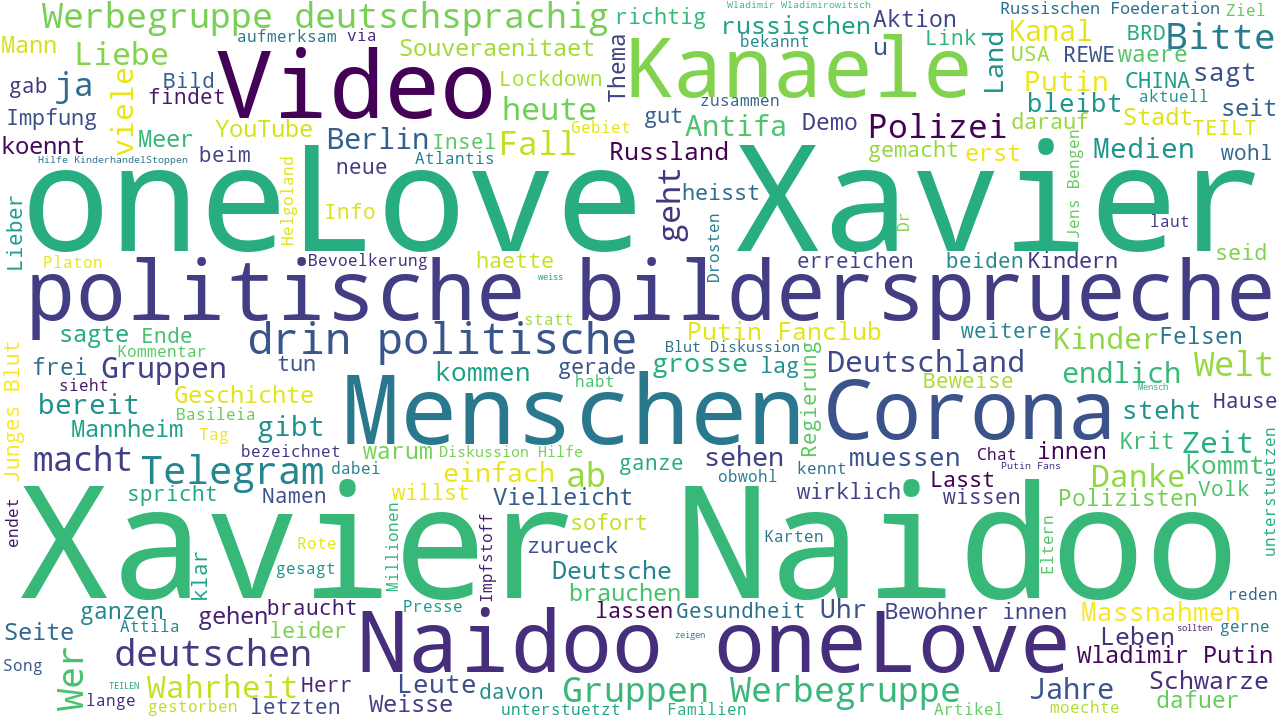 Werbegruppe deutschsprachig
richtig
Wladimir Wladimirowitsch
russischen
Aktion
Russischen Foederation
Ziel
Mann
Liebe
aufmerksam
via
Souveraenitaet
Thema
Kanaele
bekannt
u
Link
Land
Kanal
BRD
Bitte
USA
REWE
waere
gab
ja
viele
Bild
findet
Video
Lockdown
heute
zusammen
Putin
CHINA
sagt
aktuell
bleibt
seit
Impfung
YouTube
Berlin
Insel
Fall
Gebiet
gut
Antifa
Demo
Polizei
darauf
Stadt
TEILT
koennt
Meer
Hilfe KinderhandelStoppen
beim
neue
Atlantis
Russland
gemacht
erst
Jens Bengen
Medien
wohl
oneLove Xavier
Lieber
Helgoland
Info
geht
heisst
Drosten
Dr
laut
Platon
Bevoelkerung
haette
weiss
erreichen
beiden
Kindern
seid
politische bildersprueche
statt
sagte
Ende
Kommentar
drin politische
Putin Fanclub
weitere
Kinder
Felsen
Blut Diskussion
Junges Blut
frei
Gruppen
tun
kommen
gerade
grosse
lag
Regierung
Deutschland
endlich
Welt
sieht
Geschichte
habt
Beweise
Mensch
bereit
Basileia
Menschen
Corona
steht
Hause
Mannheim
Tag
gibt
Krit
Zeit
unterstuetzen
macht
bezeichnet
warum
Diskussion Hilfe
sehen
muessen
Chat
innen
kommt
Telegram
dabei
einfach
ab
ganze
obwohl
kennt
Putin Fans
Lasst
Danke
Volk
spricht
Namen
willst
Vielleicht
wirklich
wissen
Polizisten
endet
Xavier Naidoo
Rote
Millionen
Impfstoff
sofort
zurueck
Karten
Eltern
klar
gesagt
Deutsche
brauchen
reden
ganzen
gehen
braucht
Presse
lassen
Gesundheit
Uhr
Bewohner innen
Massnahmen
gerne
Seite
Attila
leider
Naidoo oneLove
zeigen
Leben
sollten
Song
Wer
deutschen
Wladimir Putin
TEILEN
Wahrheit
Herr
Leute
davon
Gruppen Werbegruppe
Jahre
Schwarze
lange
gestorben
letzten
Weisse
unterstuetzt
Familien
Artikel
moechte
dafuer